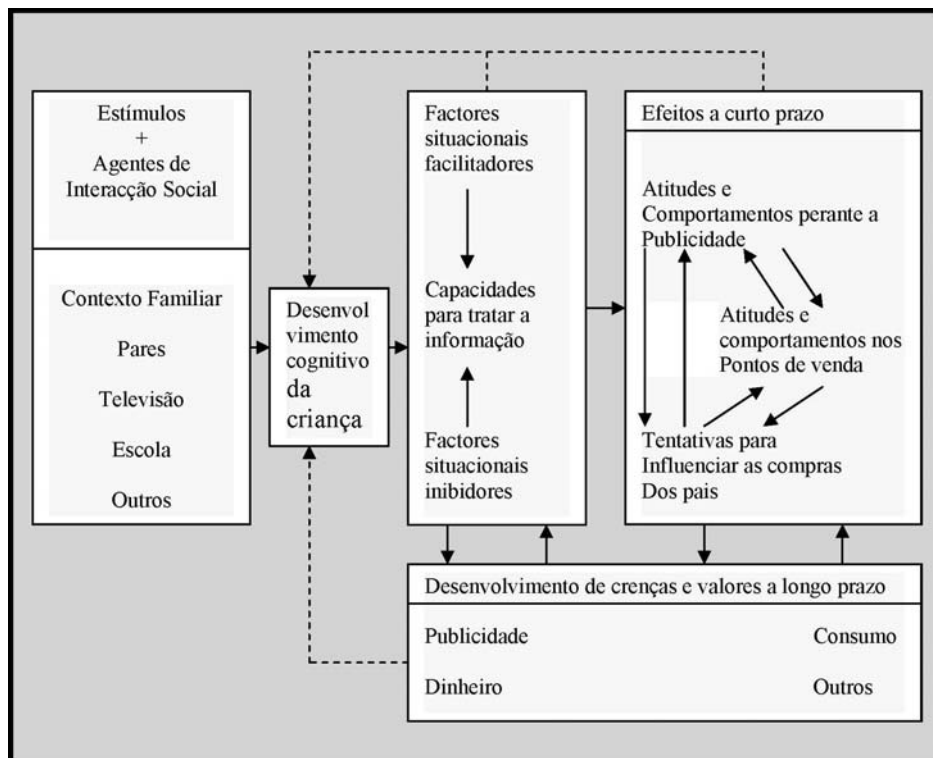 Estímulos
+
Agentes de
Interacção Social
Contexto Familiar
Pares
Televisão
Escola
Outros
Desenvol
vimento
cognitivo
da
criança
Factores
situacionais
facilitadores
Capacidades
para tratar a
informação
Factores
situacionais
inibidores
Efeitos a curto prazo
Atitudes e
Comportamentos perante a
Publicidade
Atitudes e
comportamentos nos
Pontos de venda
Tentativas para
Influenciar as compras
Dos pais
Desenvolvimento de crenças e valores a longo prazo
Publicidade
Consumo
Dinheiro
Outros